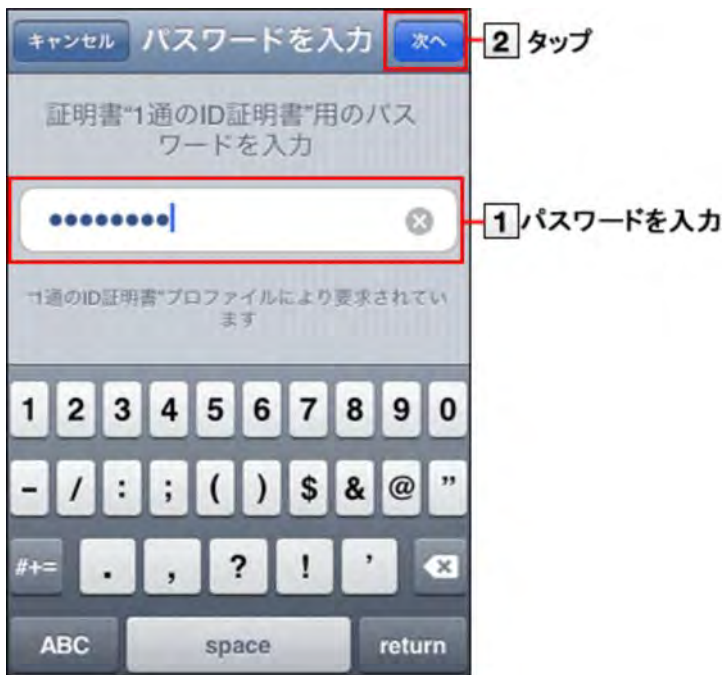 キャンセル パスワードを入力 次へ
2 タップ
証明書“1通のID証明書”用のパス
ワードを入力
••••••••
1 パスワードを入力
“1通のID証明書”プロファイルにより要求されてい
ます
1 2 3 4 5 6 7 8 9 0
- / : ; ( ) $ & @ ”
#+= . , ? ! ’
ABC space return